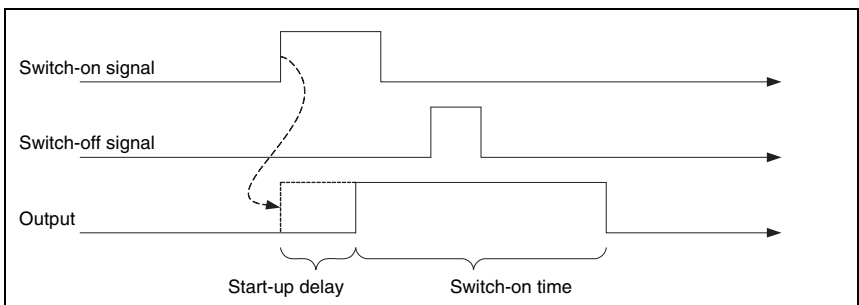 Switch-on signal
Switch-off signal
Output
Start-up delay
Switch-on time